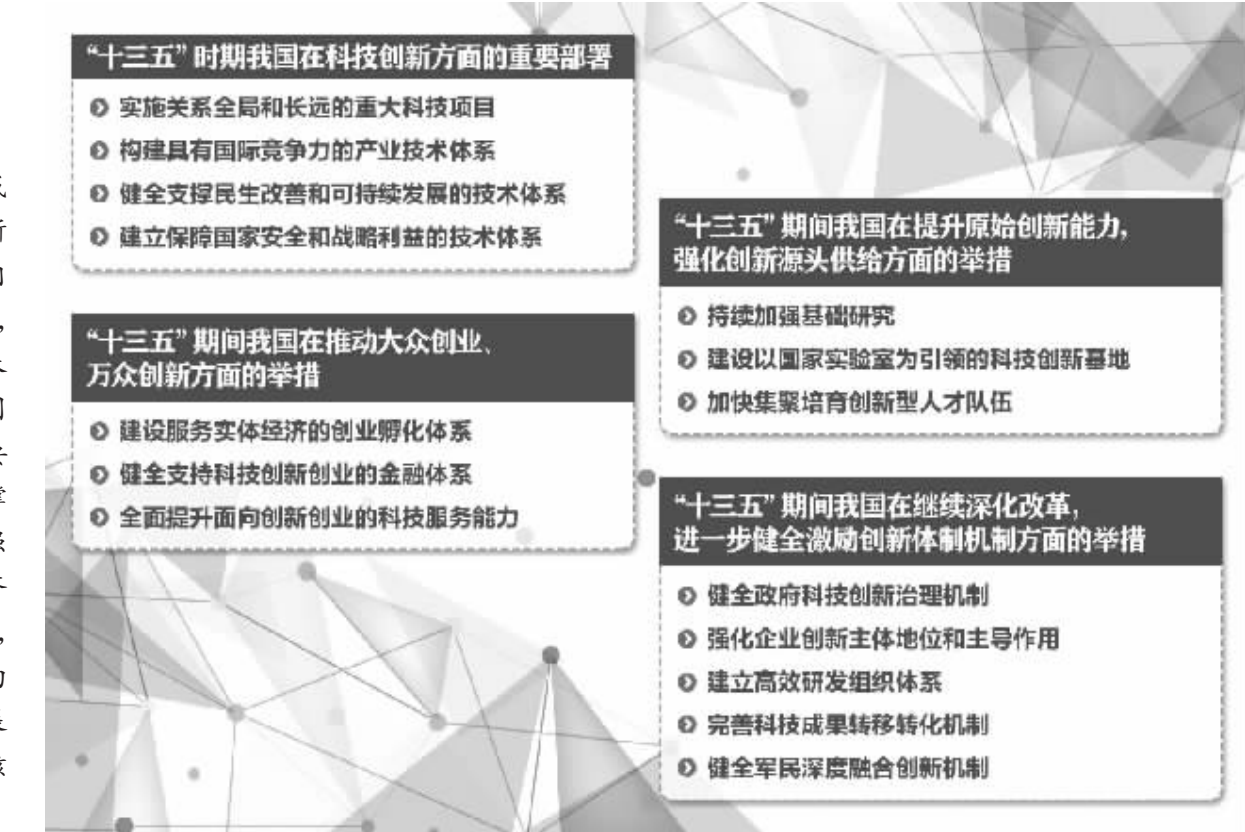 “十三五”时期我国在科技创新方面的重要部署
实施关系全局和长远的重大科技项目
构建具有国际竞争力的产业技术体系
健全支撑民生改善和可持续发展的技术体系
建立保障国家安全和战略利益的技术体系
“十三五”期间我国在推动大众创业、
万众创新方面的举措
建设服务实体经济的创业孵化体系
健全支持科技创新创业的金融体系
全面提升面向创新创业的科技服务能力
“十三五”期间我国在提升原始创新能力,
强化创新源头供给方面的举措
持续加强基础研究
建设以国家实验室为引领的科技创新基地
加快集聚培育创新型人才队伍
“十三五”期间我国在继续深化改革,
进一步健全激励创新体制机制方面的举措
健全政府科技创新治理机制
强化企业创新主体地位和主导作用
建立高效研发组织体系
完善科技成果转移转化机制
健全军民深度融合创新机制